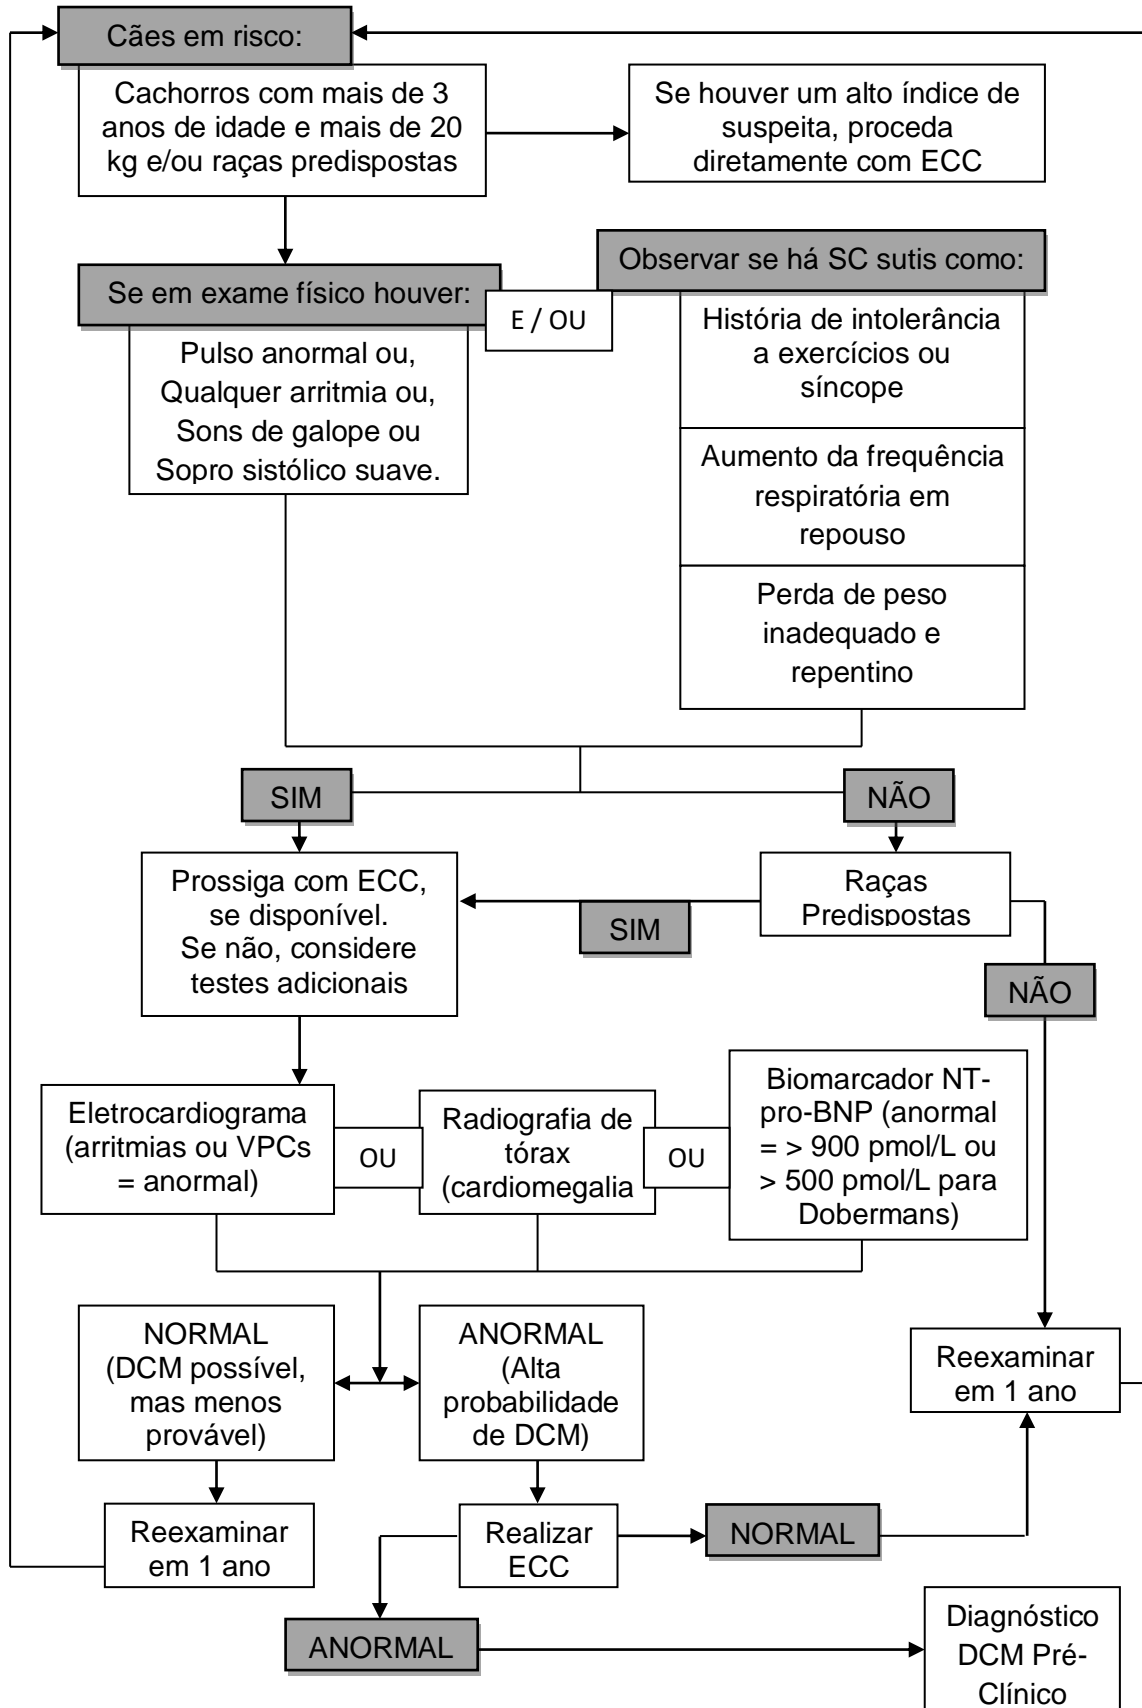 Cães em risco:
Cachorros com mais de 3
anos de idade e mais de 20
kg e/ou raças predispostas
Se houver um alto índice de
suspeita, proceda
diretamente com ECC
Se em exame físico houver:
E / OU
Observar se há SC sutis como:
Pulso anormal ou,
Qualquer arritmia ou,
Sons de galope ou
Sopro sistólico suave.
História de intolerância
a exercícios ou
síncope
Aumento da frequência
respiratória em
repouso
Perda de peso
inadequado e
repentino
SIM
NÃO
Prossiga com ECC,
se disponível.
Se não, considere
testes adicionais
SIM
Raças
Predispostas
NÃO
Eletrocardiograma
(arritmias ou VPCs
= anormal)
OU
Radiografia de
tórax
(cardiomegalia
OU
Biomarcador NT-
pro-BNP (anormal
= > 900 pmol/L ou
> 500 pmol/L para
Dobermans)
NORMAL
(DCM possível,
mas menos
provável)
ANORMAL
(Alta
probabilidade
de DCM)
Reexaminar
em 1 ano
Reexaminar
em 1 ano
Realizar
ECC
NORMAL
ANORMAL
Diagnóstico
DCM Pré-
Clínico